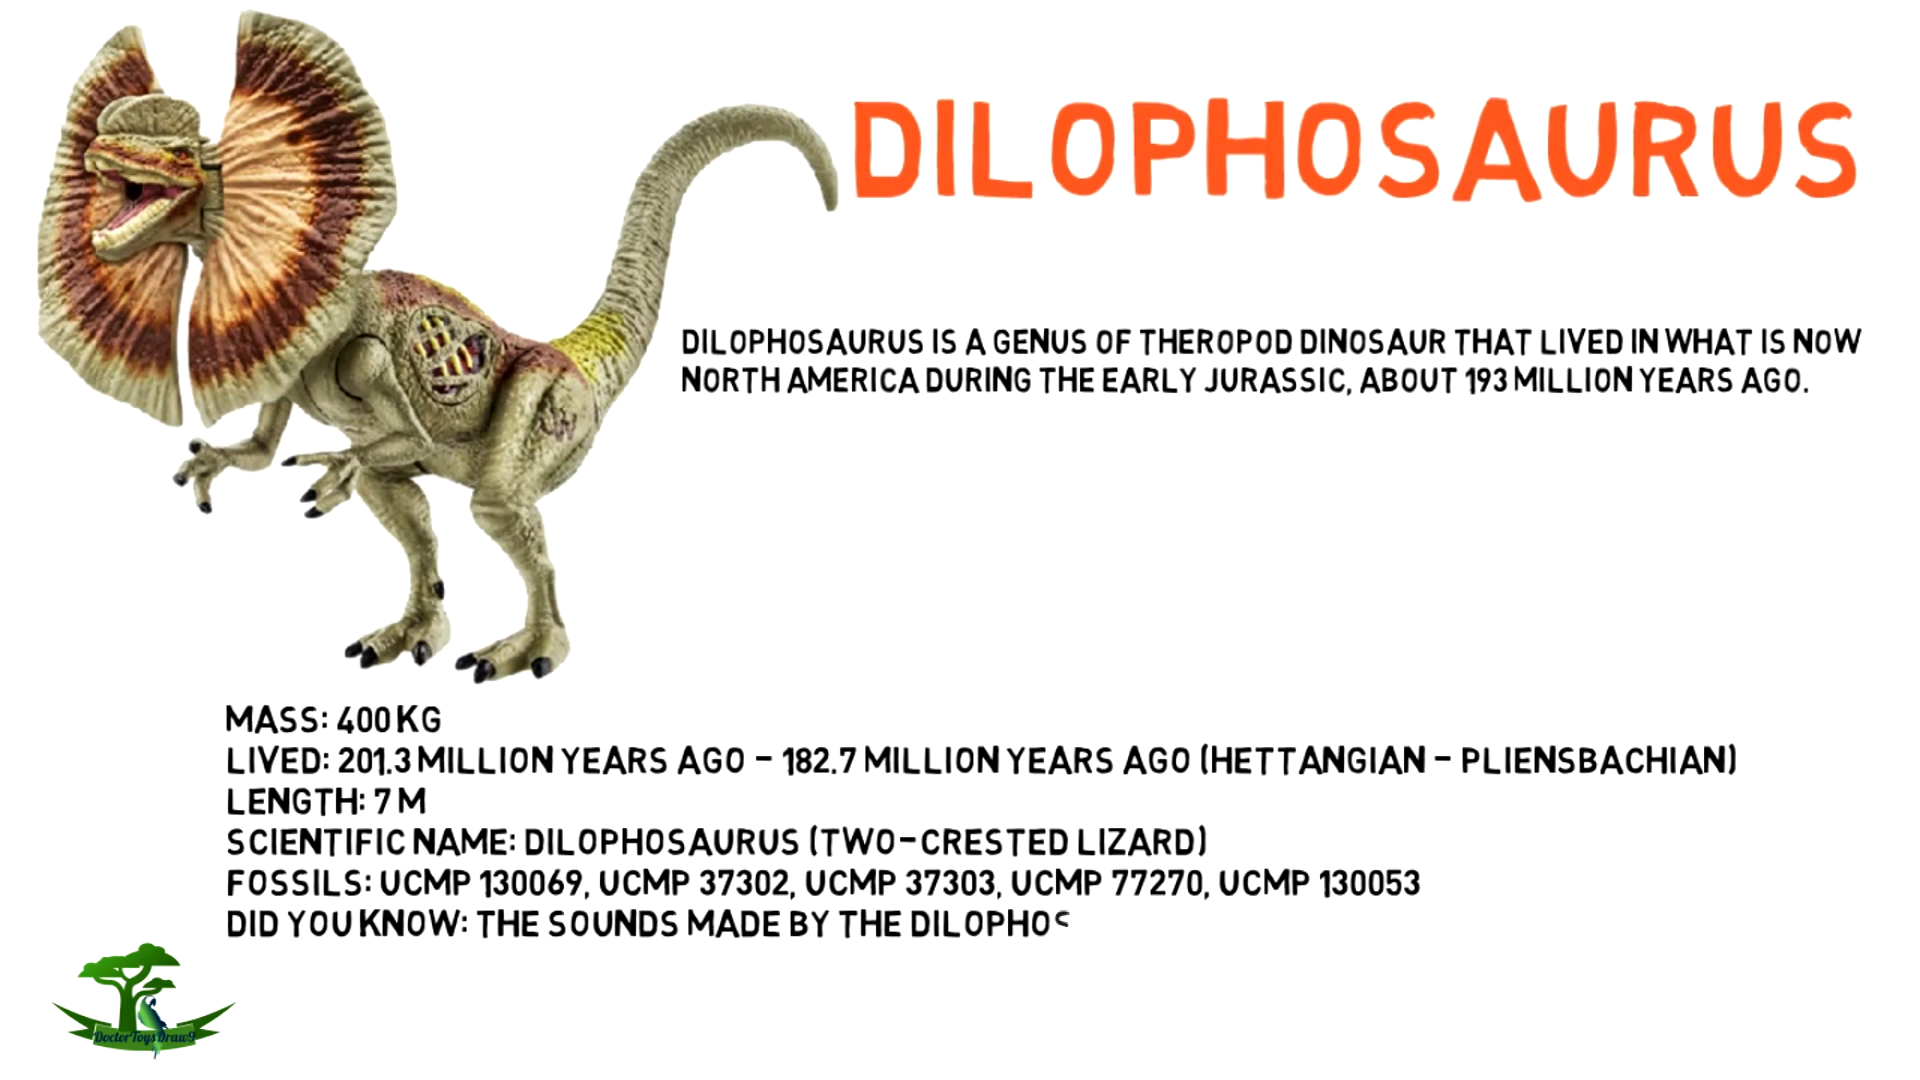 DILOPHOSAURUS
DILOPHOSAURUS IS A GENUS OF THEROPOD DINOSAUR THAT LIVED IN WHAT IS NOW
NORTH AMERICA DURING THE EARLY JURASSIC, ABOUT 193 MILLION YEARS AGO.
MASS: 400 KG
LIVED: 201.3 MILLION YEARS AGO - 182.7 MILLION YEARS AGO (HETTANGIAN - PLIENSBACHIAN)
LENGTH: 7 M
SCIENTIFIC NAME: DILOPHOSAURUS (TWO-CRESTED LIZARD)
FOSSILS: UCMP 130069, UCMP 37302, UCMP 37303, UCMP 77270, UCMP 130053
DID YOU KNOW: THE SOUNDS MADE BY THE DILOPHO
DoctorToysDraw9